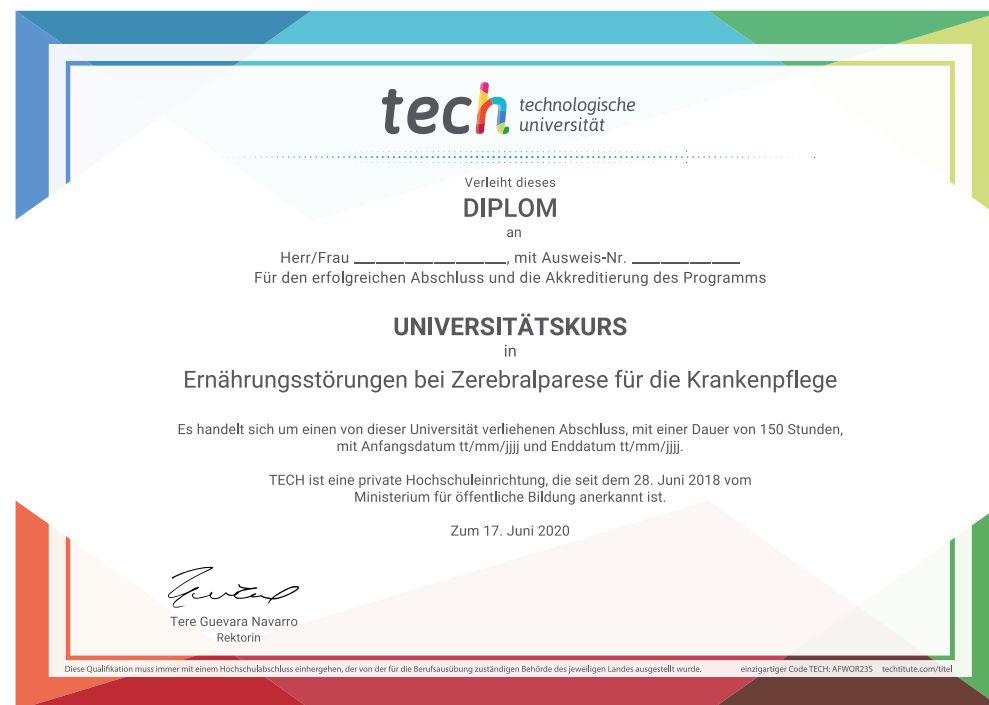 tech technologische
universität
Verleiht dieses
DIPLOM
an
Herr/Frau ________________, mit Ausweis-Nr. ____________
Für den erfolgreichen Abschluss und die Akkreditierung des Programms
UNIVERSITÄTSKURS
in
Ernährungsstörungen bei Zerebralparese für die Krankenpflege
Es handelt sich um einen von dieser Universität verliehenen Abschluss, mit einer Dauer von 150 Stunden,
mit Anfangsdatum tt/mm/jjjj und Enddatum tt/mm/jjjj.
TECH ist eine private Hochschuleinrichtung, die seit dem 28. Juni 2018 vom
Ministerium für öffentliche Bildung anerkannt ist.
Zum 17. Juni 2020
Tere Guevara Navarro
Rektorin
Diese Qualifikation muss immer mit einem Hochschulabschluss einhergehen, der von der für die Berufsausübung zuständigen Behörde des jeweiligen Landes ausgestellt wurde. einzigartiger Code TECH: AFWOR23S techtitute.com/titel